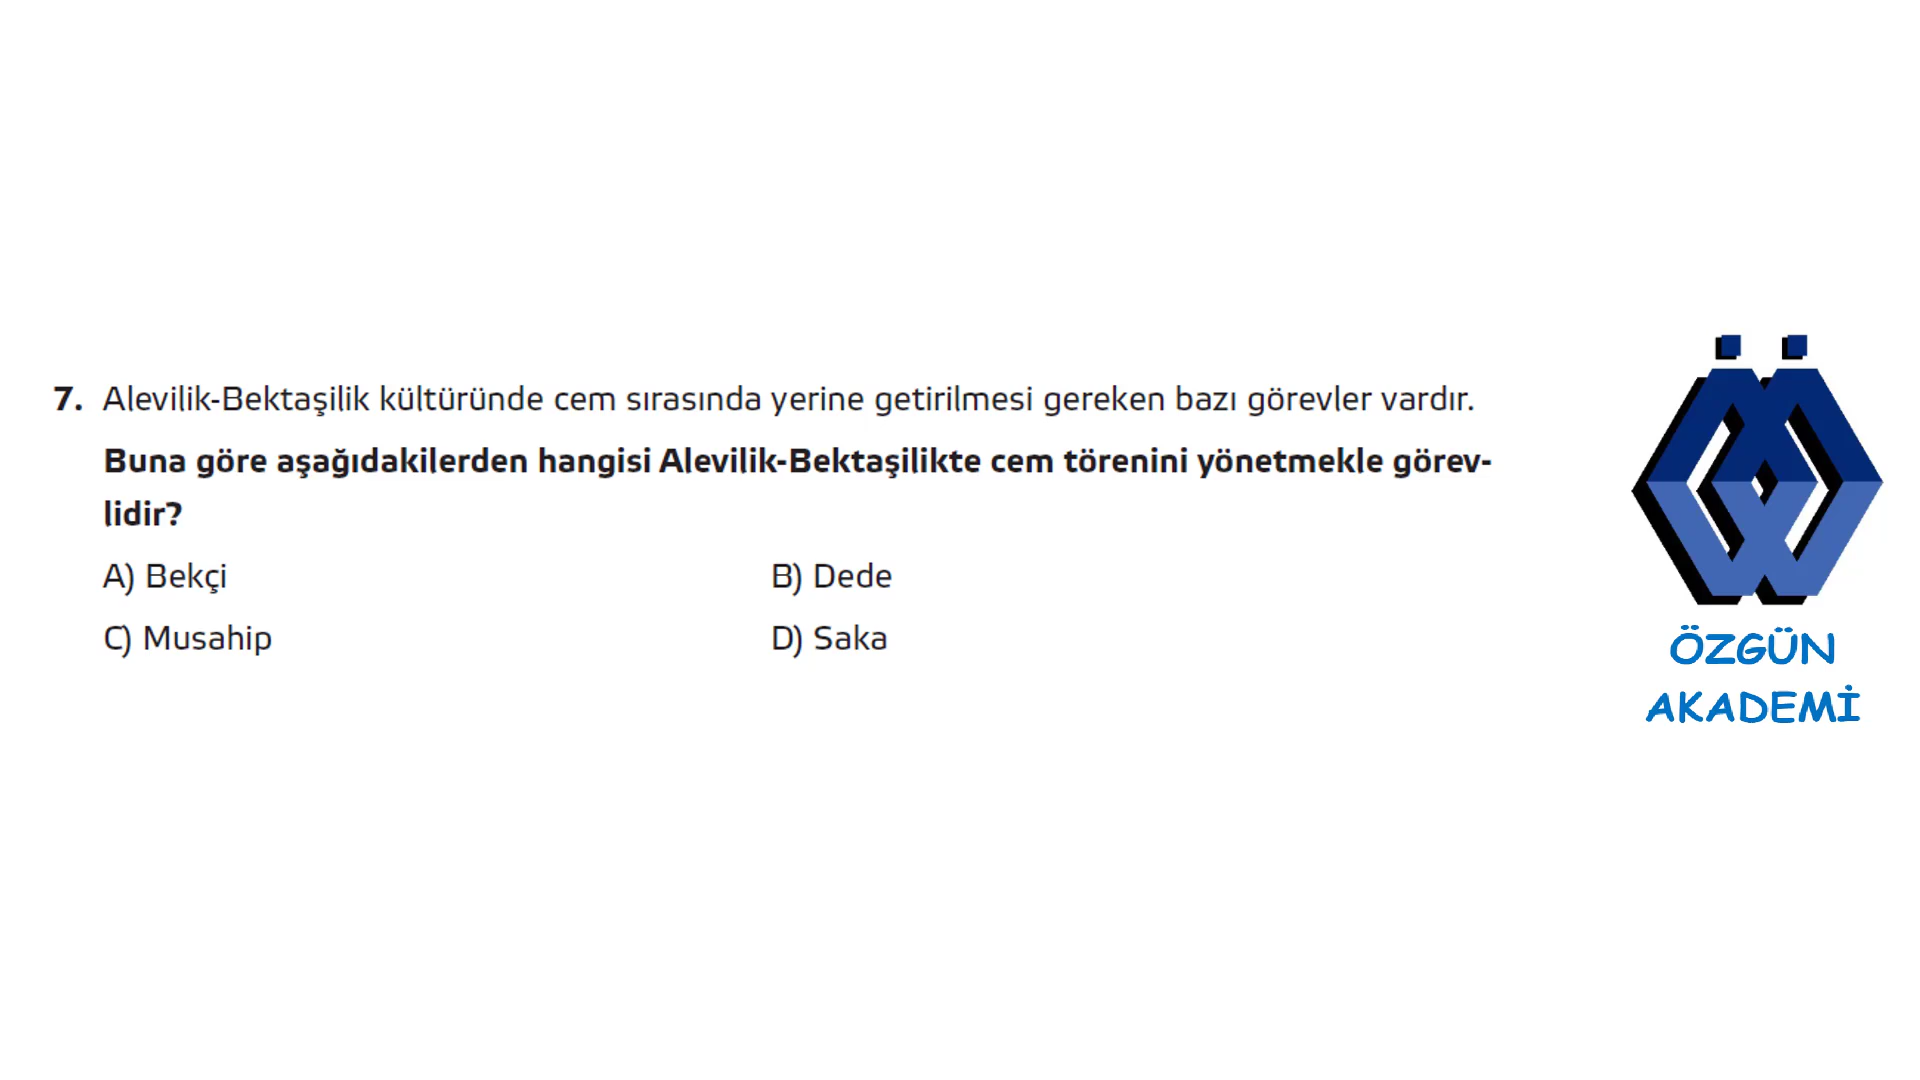 7. Alevilik-Bektaşilik kültüründe cem sırasında yerine getirilmesi gereken bazı görevler vardır.
Buna göre aşağıdakilerden hangisi Alevilik-Bektaşilikte cem törenini yönetmekle görev-
lidir?
A) Bekçi B) Dede
C) Musahip D) Saka
ÖZGÜN
AKADEMİ